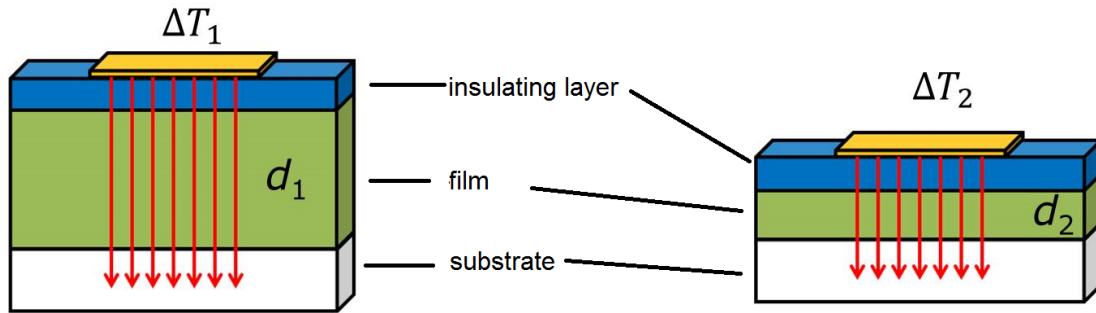 ΔT₁
insulating layer
ΔT₂
d₁
film
d₂
substrate